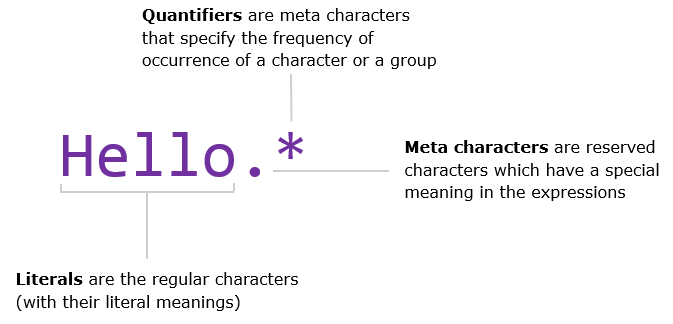 Quantifiers are meta characters
that specify the frequency of
occurrence of a character or a group
Hello.*
Meta characters are reserved
characters which have a special
meaning in the expressions
Literals are the regular characters
(with their literal meanings)